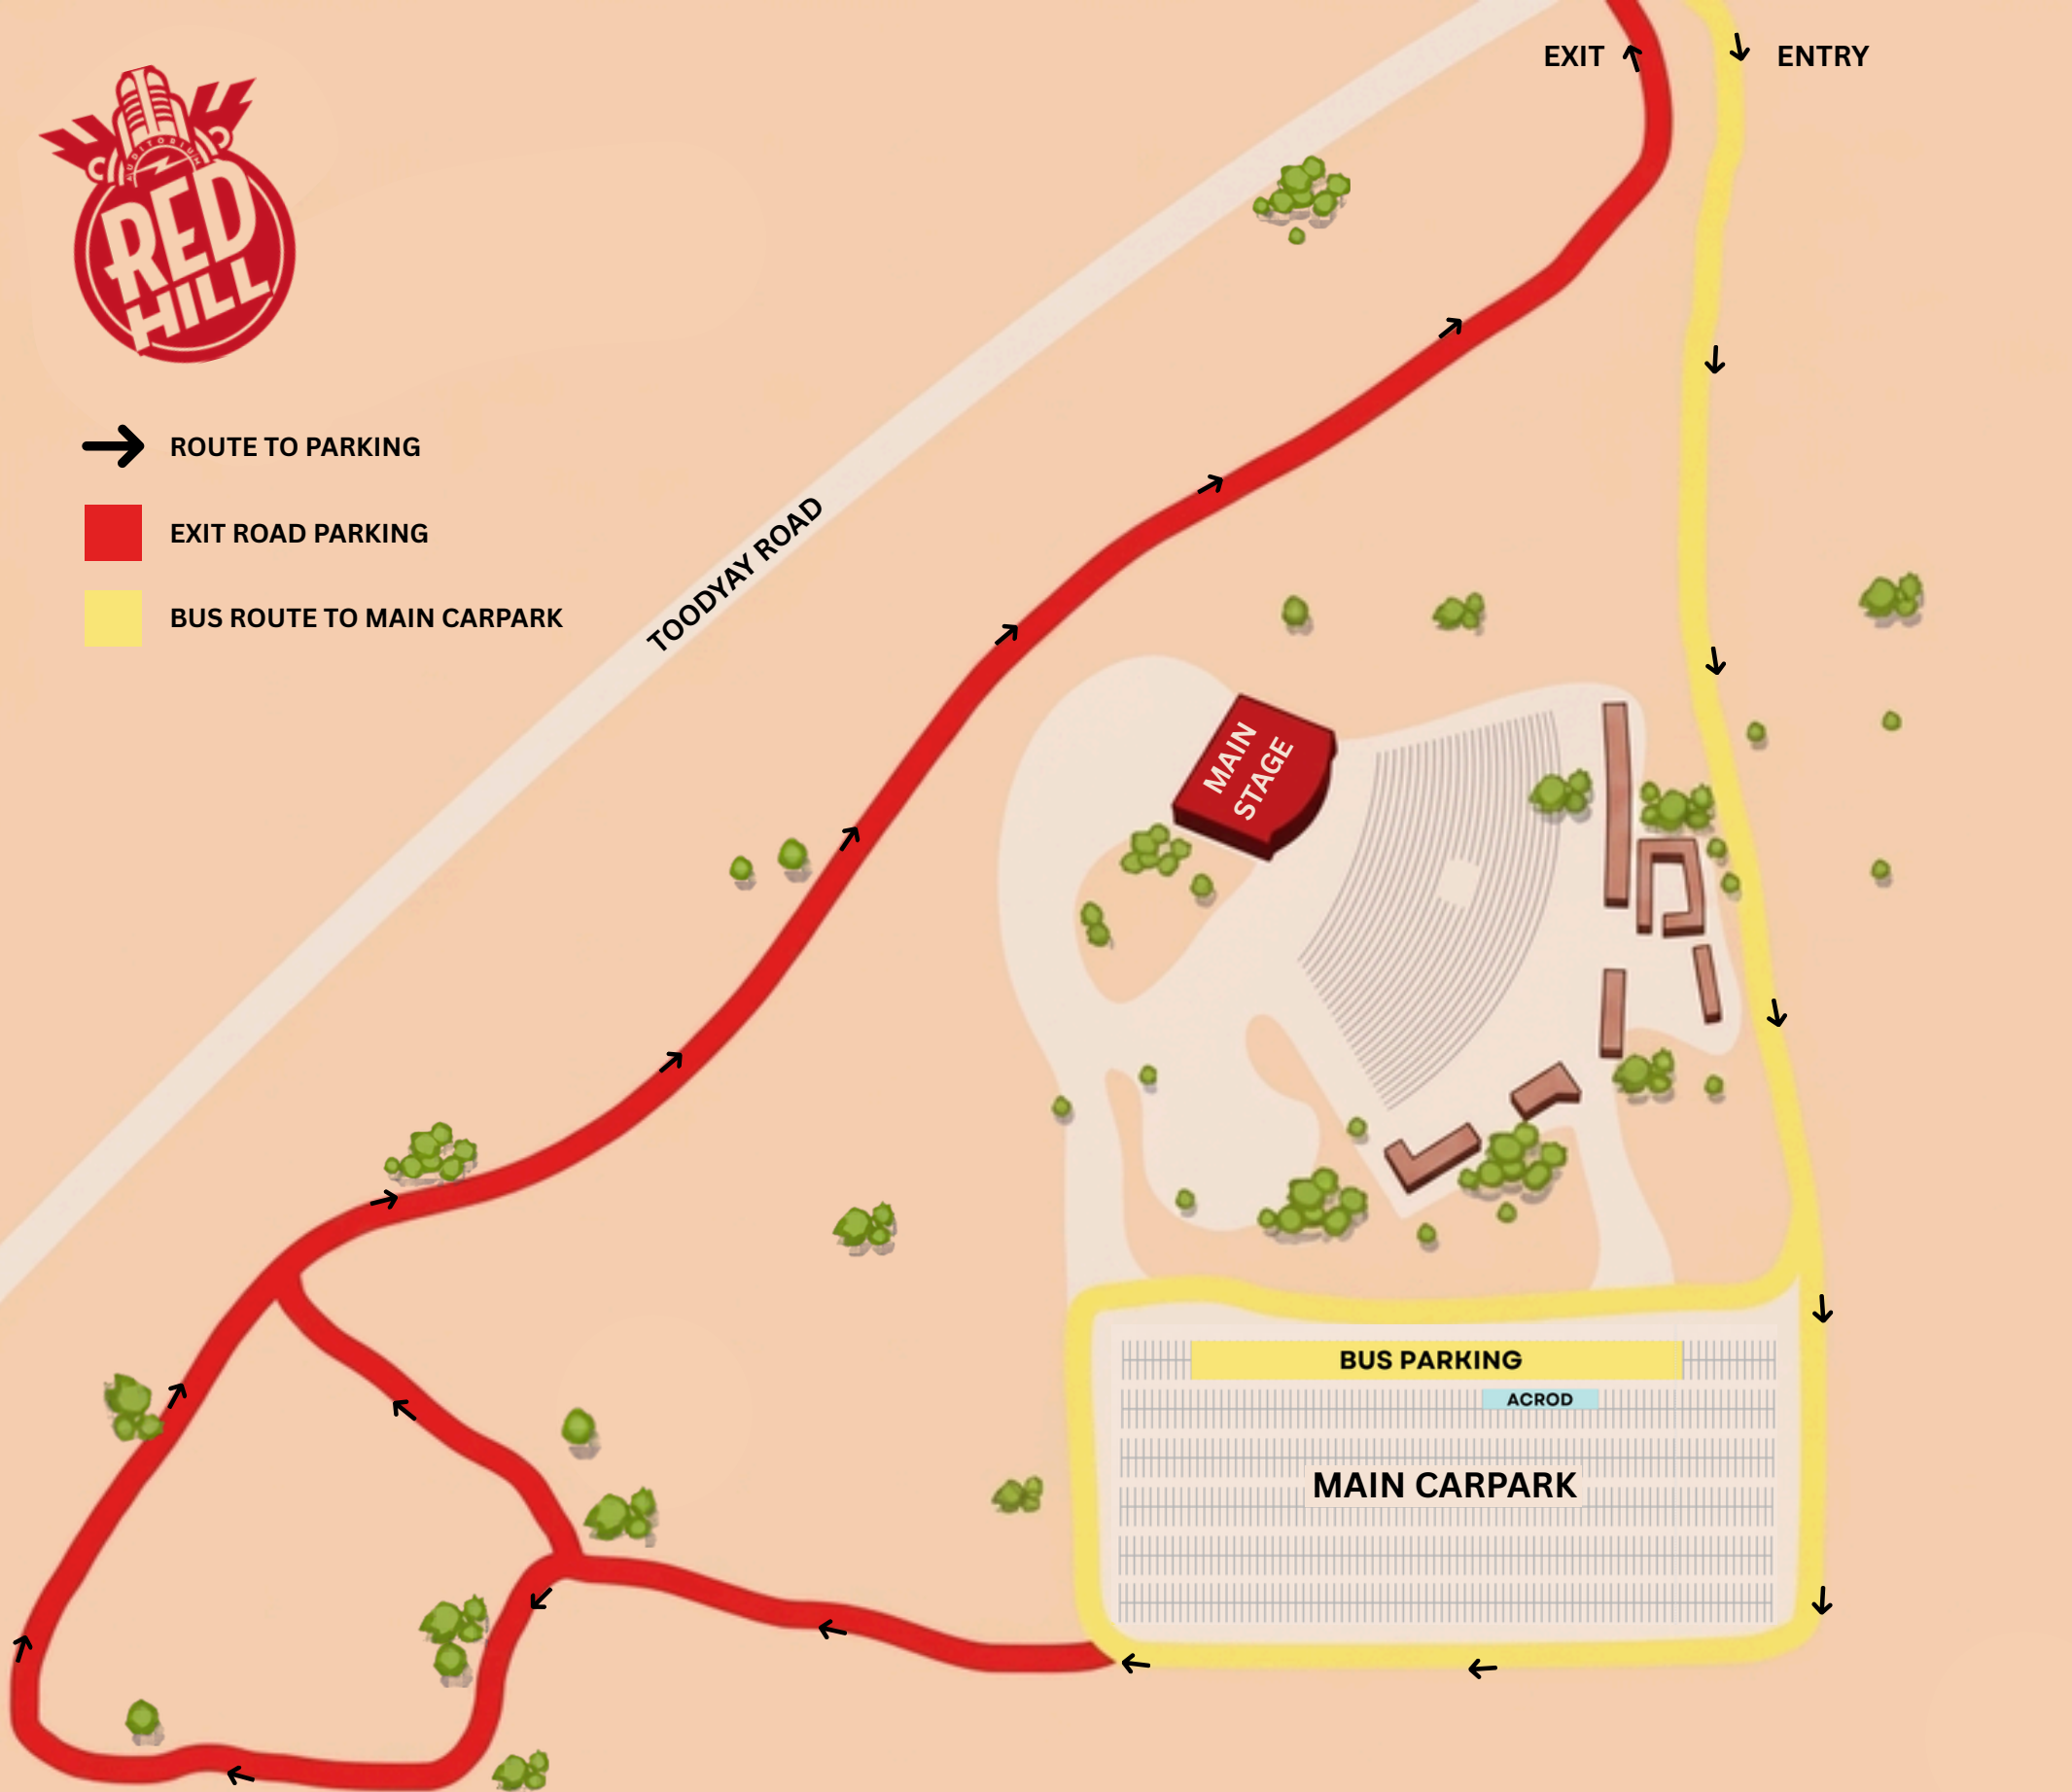 AUDITORIUM
RED
HILL
EXIT
ENTRY
ROUTE TO PARKING
EXIT ROAD PARKING
BUS ROUTE TO MAIN CARPARK
TOODYAY ROAD
MAIN
STAGE
BUS PARKING
ACROD
MAIN CARPARK